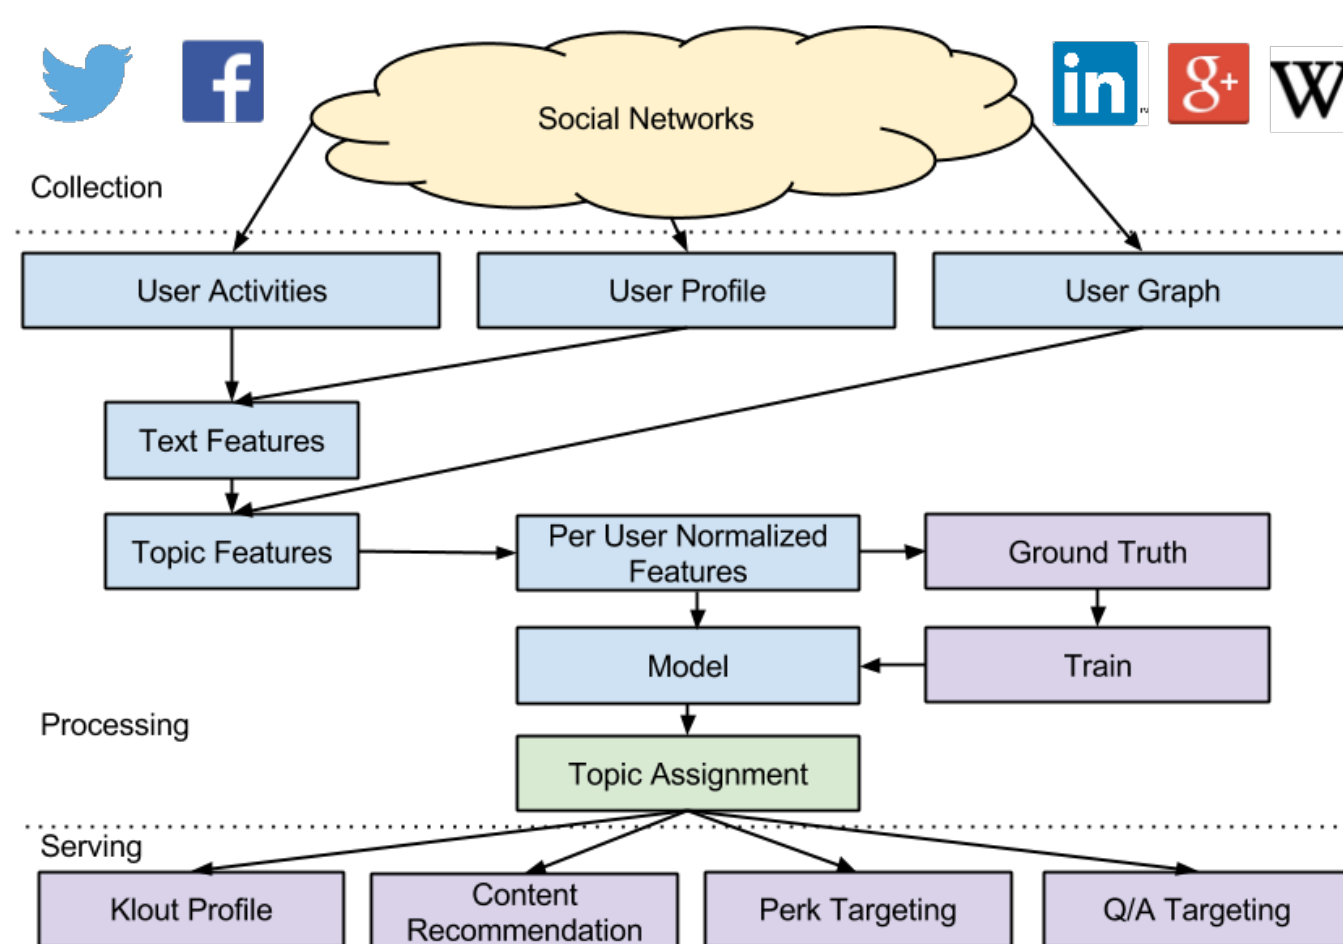 f
in
g+
W
Social Networks
Collection
User Activities
User Profile
User Graph
Text Features
Topic Features
Per User Normalized
Features
Ground Truth
Model
Train
Processing
Topic Assignment
Serving
Klout Profile
Content
Recommendation
Perk Targeting
Q/A Targeting